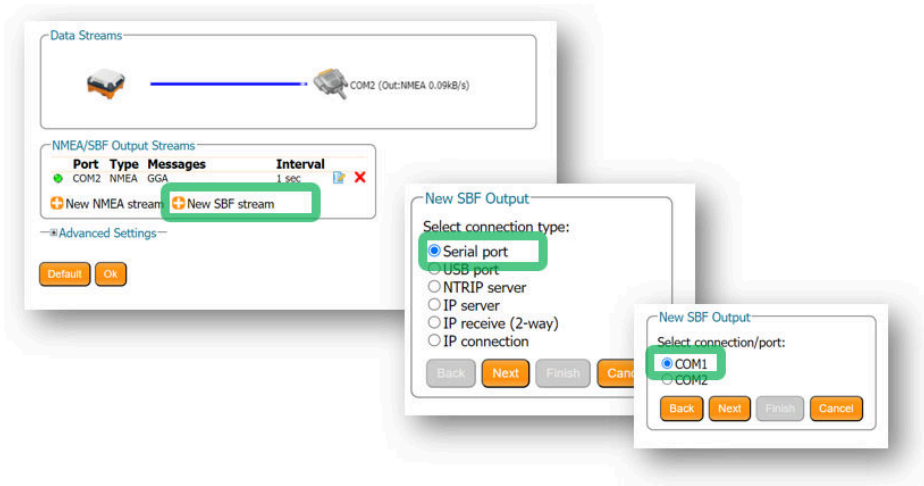 Data Streams
COM2 (Out:NMEA 0.09kB/s)
NMEA/SBF Output Streams
Port Type Messages Interval
COM2 NMEA GGA 1 sec
New NMEA stream New SBF stream
Advanced Settings
Default Ok
New SBF Output
Select connection type:
Serial port
USB port
NTRIP server
IP server
IP receive (2-way)
IP connection
Back Next Finish
New SBF Output
Select connection/port:
COM1
COM2
Back Next Finish Cancel